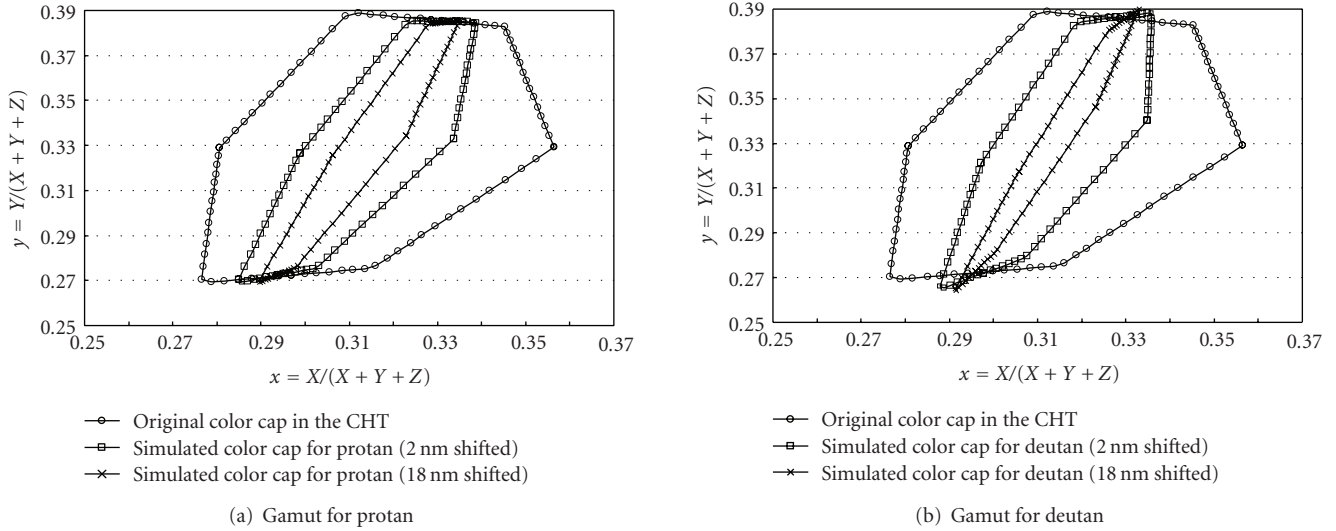 0.39
0.37
0.35
0.33
0.31
0.29
0.27
0.25
y = Y/(X + Y + Z)
0.25 0.27 0.29 0.31 0.33 0.35 0.37
x = X/(X + Y + Z)
Original color cap in the CHT
Simulated color cap for protan (2 nm shifted)
Simulated color cap for protan (18 nm shifted)
(a) Gamut for protan
0.39
0.37
0.35
0.33
0.31
0.29
0.27
0.25
y = Y/(X + Y + Z)
0.25 0.27 0.29 0.31 0.33 0.35 0.37
x = X/(X + Y + Z)
Original color cap in the CHT
Simulated color cap for deutan (2 nm shifted)
Simulated color cap for deutan (18 nm shifted)
(b) Gamut for deutan